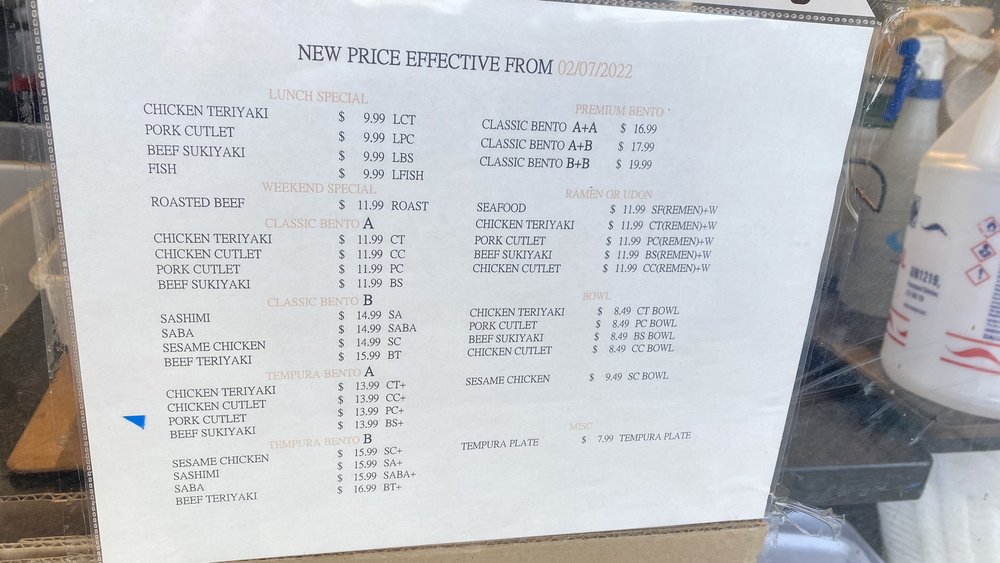 NEW PRICE EFFECTIVE FROM 02/07/2022
LUNCH SPECIAL
CHICKEN TERIYAKI $ 9.99 LCT
PORK CUTLET $ 9.99 LPC
BEEF SUKIYAKI $ 9.99 LBS
FISH $ 9.99 LFISH
WEEKEND SPECIAL
ROASTED BEEF $ 11.99 ROAST
CLASSIC BENTO A
CHICKEN TERIYAKI $ 11.99 CT
CHICKEN CUTLET $ 11.99 CC
PORK CUTLET $ 11.99 PC
BEEF SUKIYAKI $ 11.99 BS
CLASSIC BENTO B
SASHIMI $ 14.99 SA
SABA $ 14.99 SABA
SESAME CHICKEN $ 14.99 SC
BEEF TERIYAKI $ 15.99 BT
TEMPURA BENTO A
CHICKEN TERIYAKI $ 13.99 CT+
CHICKEN CUTLET $ 13.99 CC+
PORK CUTLET $ 13.99 PC+
BEEF SUKIYAKI $ 13.99 BS+
TEMPURA BENTO B
SESAME CHICKEN $ 15.99 SC+
SASHIMI $ 15.99 SA+
SABA $ 15.99 SABA+
BEEF TERIYAKI $ 16.99 BT+
PREMIUM BENTO
CLASSIC BENTO A+A $ 16.99
CLASSIC BENTO A+B $ 17.99
CLASSIC BENTO B+B $ 19.99
RAMEN OR UDON
SEAFOOD $ 11.99 SF(REMEN)+W
CHICKEN TERIYAKI $ 11.99 CT(REMEN)+W
PORK CUTLET $ 11.99 PC(REMEN)+W
BEEF SUKIYAKI $ 11.99 BS(REMEN)+W
CHICKEN CUTLET $ 11.99 CC(REMEN)+W
BOWL
CHICKEN TERIYAKI $ 8.49 CT BOWL
PORK CUTLET $ 8.49 PC BOWL
BEEF SUKIYAKI $ 8.49 BS BOWL
CHICKEN CUTLET $ 8.49 CC BOWL
SESAME CHICKEN $ 9.49 SC BOWL
MISC
TEMPURA PLATE $ 7.99 TEMPURA PLATE
UN1219,